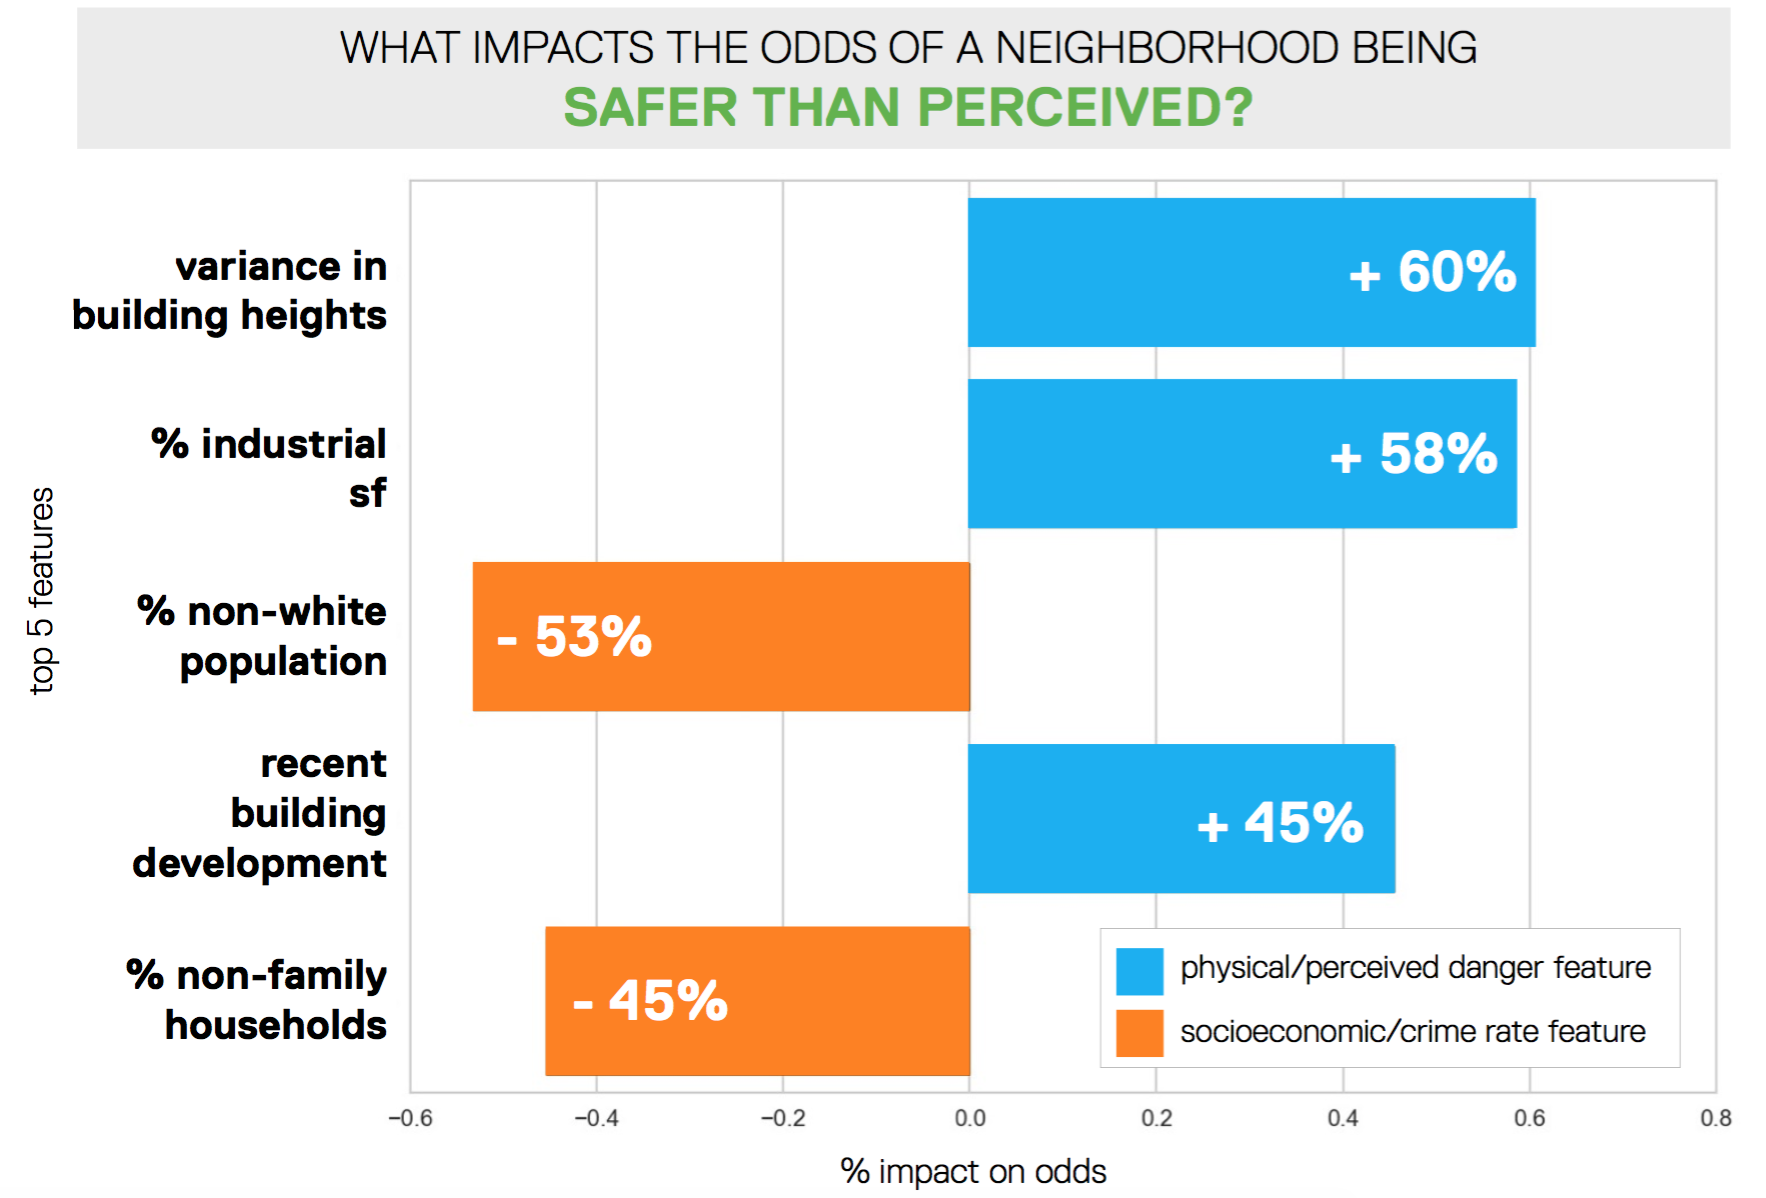 WHAT IMPACTS THE ODDS OF A NEIGHBORHOOD BEING
SAFER THAN PERCEIVED?
top 5 features
variance in
building heights
+ 60%
% industrial
sf
+ 58%
% non-white
population
- 53%
recent
building
development
+ 45%
% non-family
households
- 45%
physical/perceived danger feature
socioeconomic/crime rate feature
−0.6 −0.4 −0.2 0.0 0.2 0.4 0.6 0.8
% impact on odds